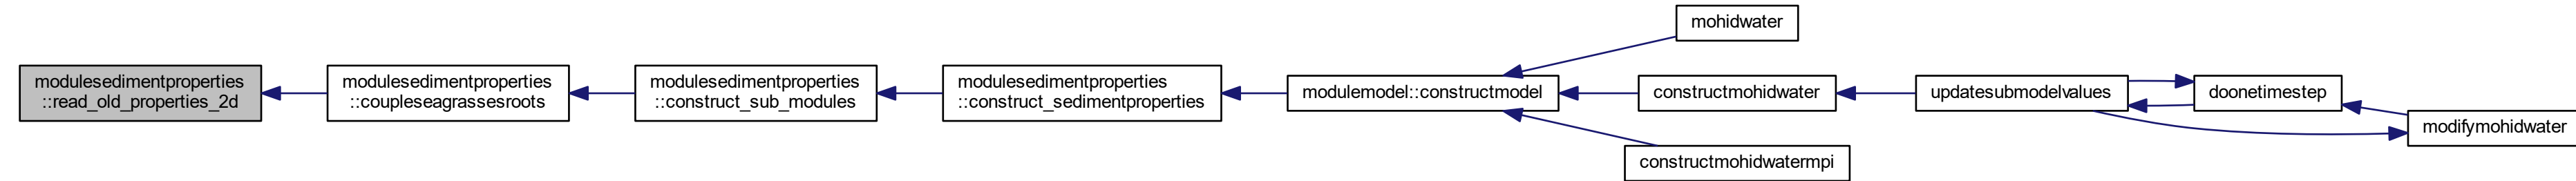 modulesedimentproperties
::read_old_properties_2d
modulesedimentproperties
::coupleseagrassesroots
modulesedimentproperties
::construct_sub_modules
modulesedimentproperties
::construct_sedimentproperties
modulemodel::constructmodel
mohidwater
constructmohidwater
constructmohidwatermpi
updatesubmodelvalues
doonetimestep
modifymohidwater